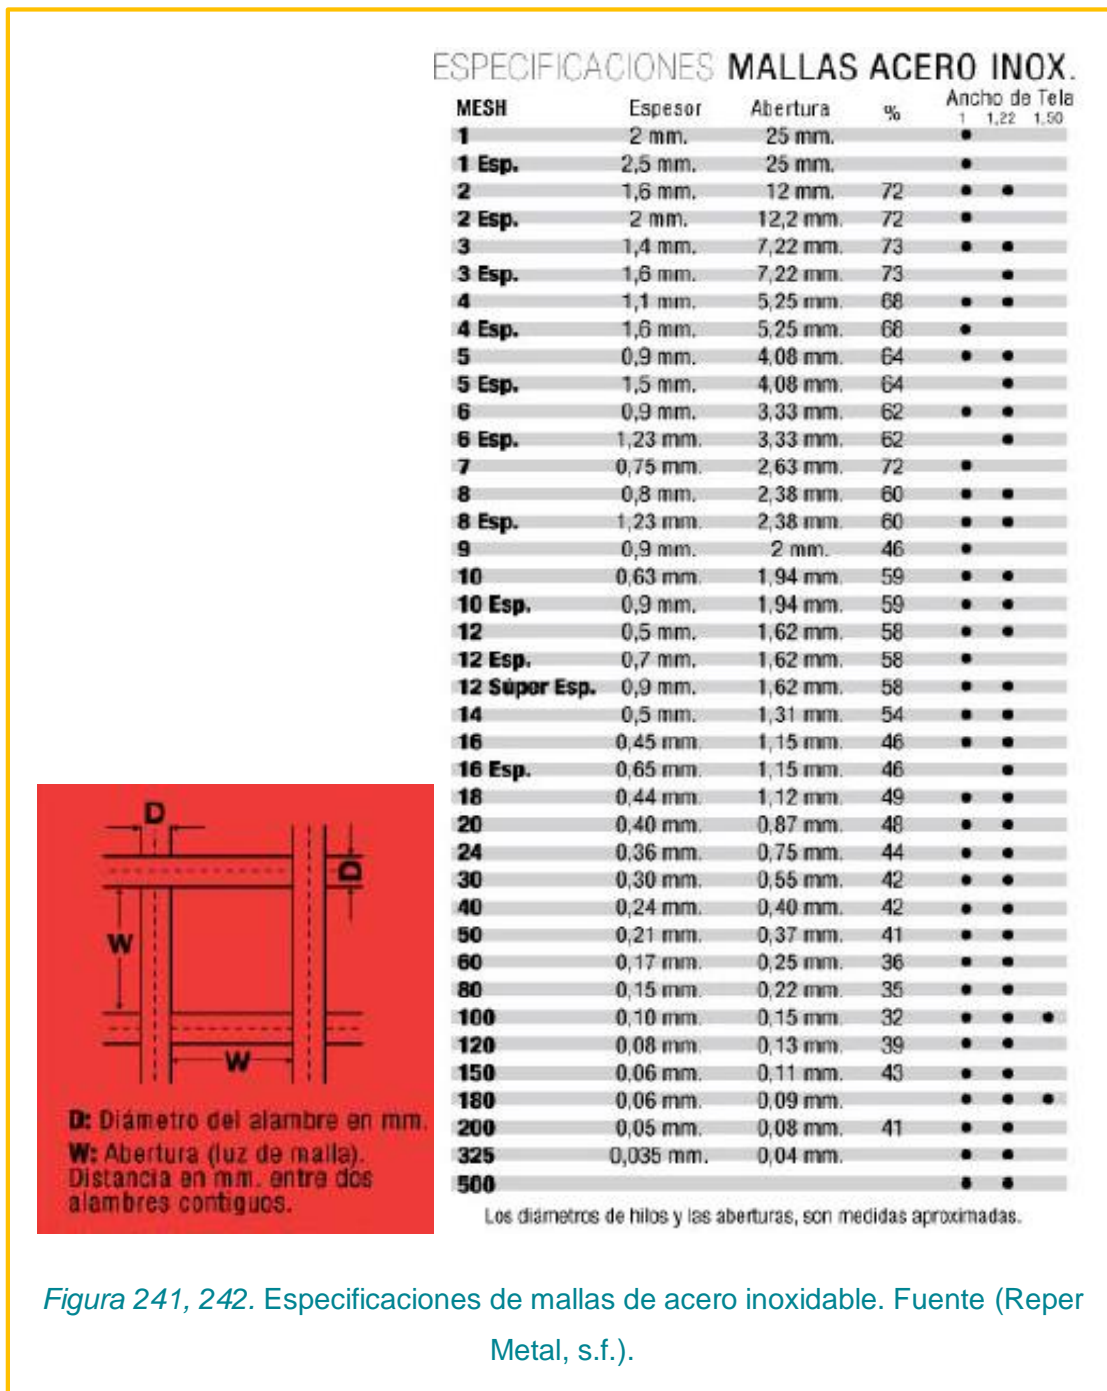 ESPECIFICACIONES MALLAS ACERO INOX.
MESH Espesor Abertura % Ancho de Tela
1 1,22 1,50
1 2 mm. 25 mm. •
1 Esp. 2,5 mm. 25 mm. •
2 1,6 mm. 12 mm. 72 • •
2 Esp. 2 mm. 12,2 mm. 72 •
3 1,4 mm. 7,22 mm. 73 • •
3 Esp. 1,6 mm. 7,22 mm. 73 •
4 1,1 mm. 5,25 mm. 68 • •
4 Esp. 1,6 mm. 5,25 mm. 68 •
5 0,9 mm. 4,08 mm. 64 • •
5 Esp. 1,5 mm. 4,08 mm. 64 •
6 0,9 mm. 3,33 mm. 62 • •
6 Esp. 1,23 mm. 3,33 mm. 62 •
7 0,75 mm. 2,63 mm. 72 •
8 0,8 mm. 2,38 mm. 60 • •
8 Esp. 1,23 mm. 2,38 mm. 60 • •
9 0,9 mm. 2 mm. 46 •
10 0,63 mm. 1,94 mm. 59 • •
10 Esp. 0,9 mm. 1,94 mm. 59 • •
12 0,5 mm. 1,62 mm. 58 • •
12 Esp. 0,7 mm. 1,62 mm. 58 •
12 Súper Esp. 0,9 mm. 1,62 mm. 58 • •
14 0,5 mm. 1,31 mm. 54 • •
16 0,45 mm. 1,15 mm. 46 • •
16 Esp. 0,65 mm. 1,15 mm. 46 •
18 0,44 mm. 1,12 mm. 49 • •
20 0,40 mm. 0,87 mm. 48 • •
24 0,36 mm. 0,75 mm. 44 • •
30 0,30 mm. 0,55 mm. 42 • •
40 0,24 mm. 0,40 mm. 42 • •
50 0,21 mm. 0,37 mm. 41 • •
60 0,17 mm. 0,25 mm. 36 • •
80 0,15 mm. 0,22 mm. 35 • •
100 0,10 mm. 0,15 mm. 32 • • •
120 0,08 mm. 0,13 mm. 39 • •
150 0,06 mm. 0,11 mm. 43 • •
180 0,06 mm. 0,09 mm. • • •
200 0,05 mm. 0,08 mm. 41 • •
325 0,035 mm. 0,04 mm. • •
500 • •
Los diámetros de hilos y las aberturas, son medidas aproximadas.
D
D
W
W
D: Diámetro del alambre en mm.
W: Abertura (luz de malla).
Distancia en mm. entre dos
alambres contiguos.
Figura 241, 242. Especificaciones de mallas de acero inoxidable. Fuente (Reper
Metal, s.f.).